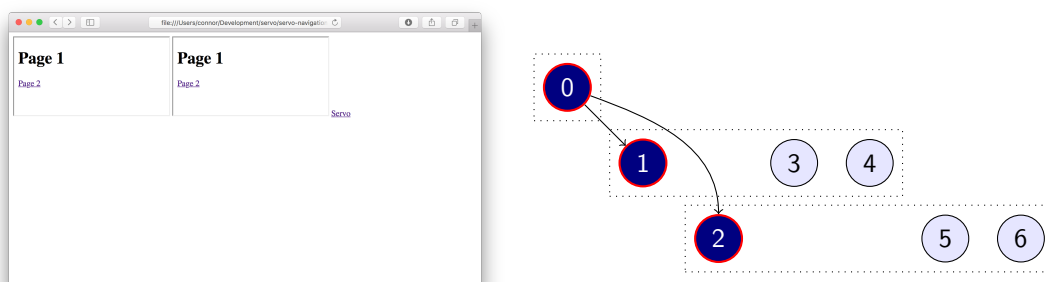 file:///Users/connor/Development/servo/servo-navigation
Page 1
Page 2
Page 1
Page 2
Servo
0
1
3
4
2
5
6